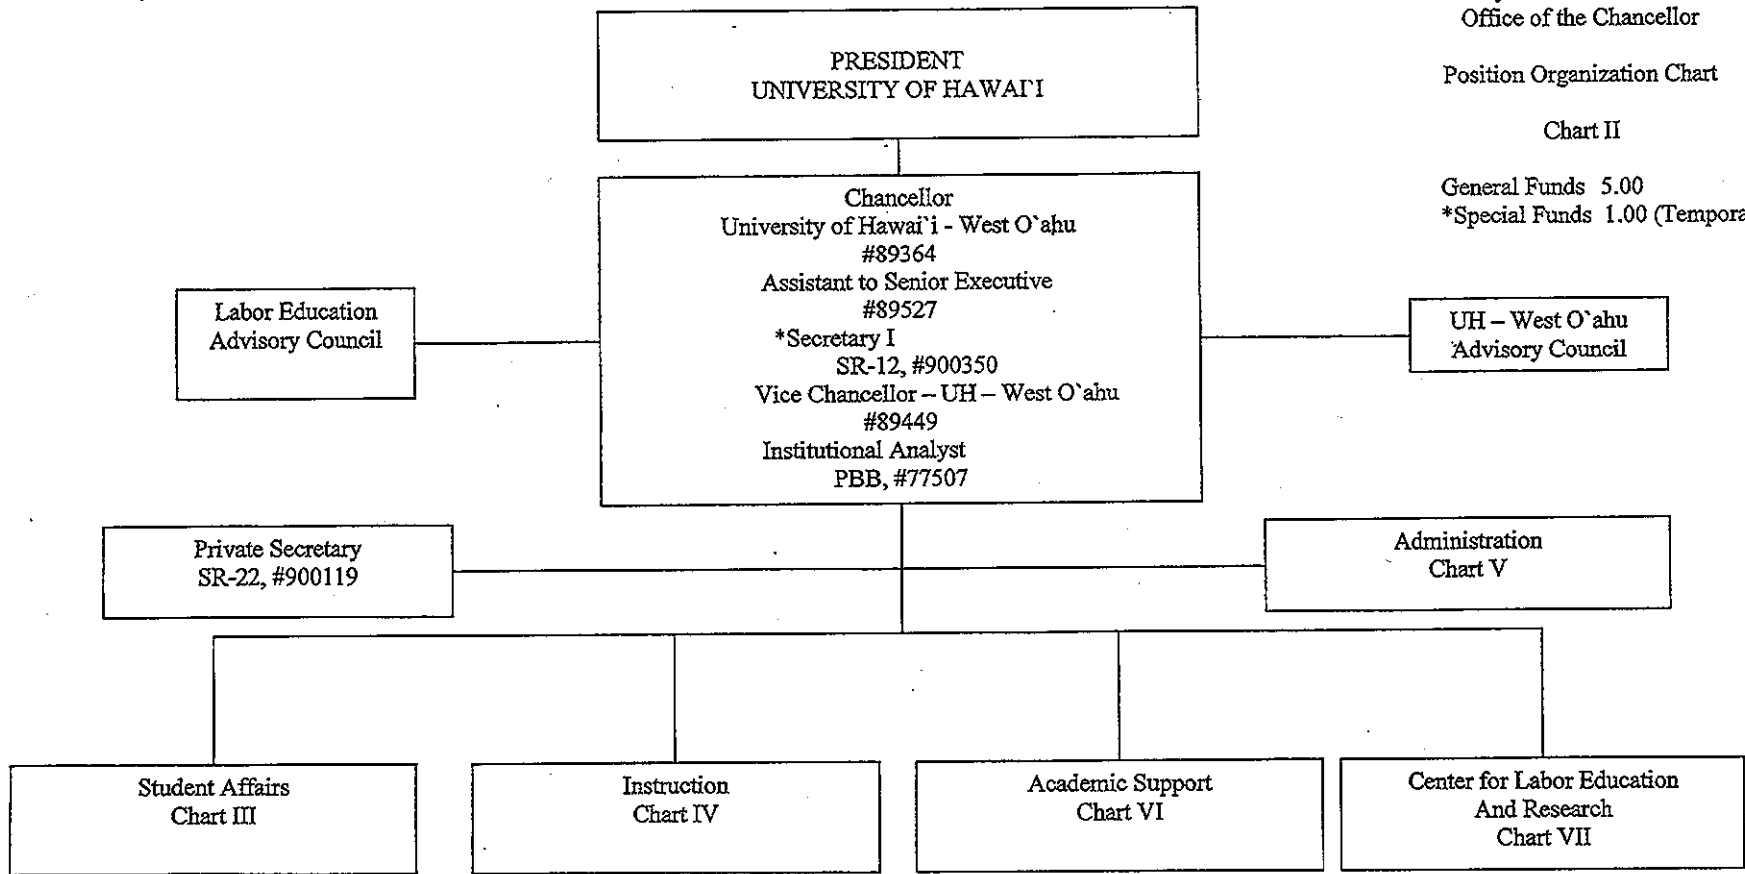 Office of the Chancellor
Position Organization Chart
Chart II
General Funds 5.00
*Special Funds 1.00
PRESIDENT
UNIVERSITY OF HAWAI`I
Chancellor
University of Hawai`i - West O`ahu
#89364
Assistant to Senior Executive
#89527
*Secretary I
SR-12, #900350
Vice Chancellor – UH – West O`ahu
#89449
Institutional Analyst
PBB, #77507
Labor Education
Advisory Council
UH – West O`ahu
Advisory Council
Private Secretary
SR-22, #900119
Administration
Chart V
Student Affairs
Chart III
Instruction
Chart IV
Academic Support
Chart VI
Center for Labor Education
And Research
Chart VII